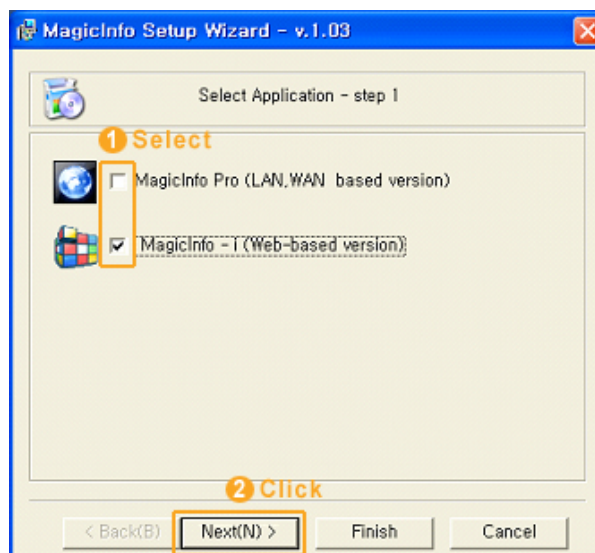 MagicInfo Setup Wizard - v.1.03
Select Application - step 1
1 Select
MagicInfo Pro (LAN,WAN based version)
MagicInfo - i (Web-based version)
2 Click
< Back(B) Next(N) > Finish Cancel